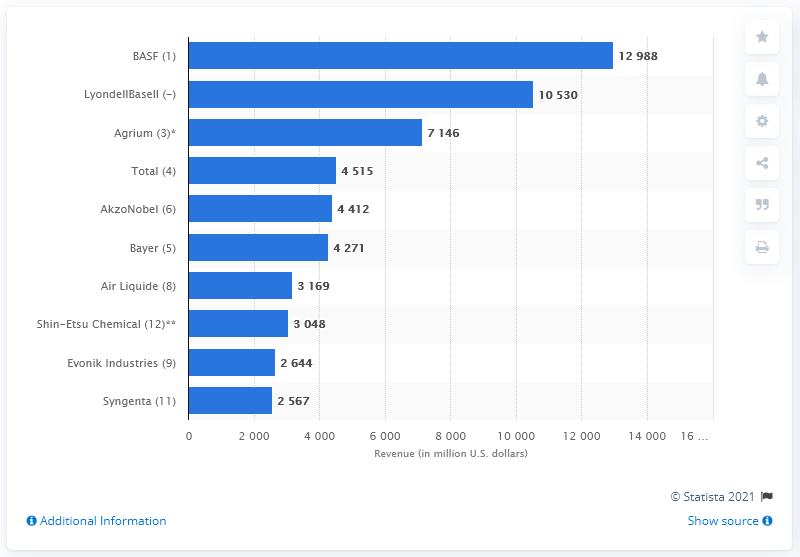 BASF (1) 12 988
LyondellBasell (-) 10 530
Agrium (3)* 7 146
Total (4) 4 515
AkzoNobel (6) 4 412
Bayer (5) 4 271
Air Liquide (8) 3 169
Shin-Etsu Chemical (12)** 3 048
Evonik Industries (9) 2 644
Syngenta (11) 2 567
0 2 000 4 000 6 000 8 000 10 000 12 000 14 000 16 ...
Revenue (in million U.S. dollars)
© Statista 2021
Additional Information Show source